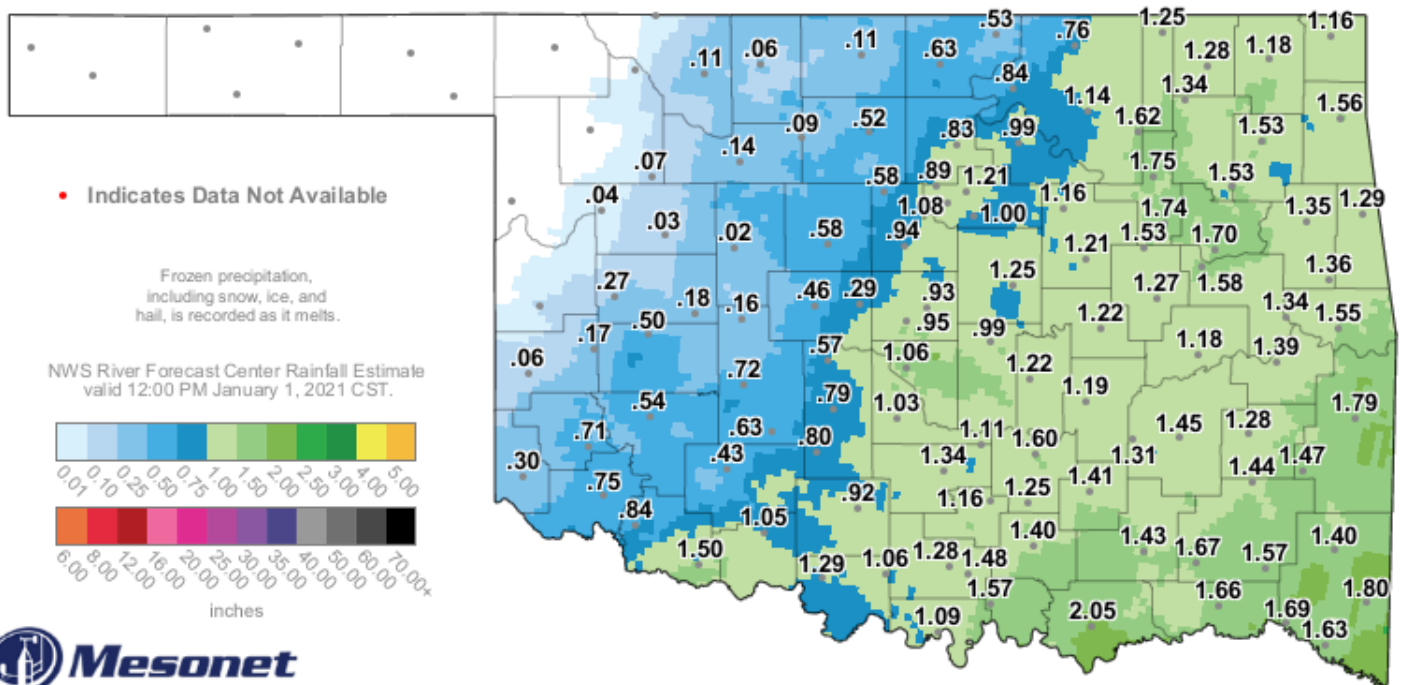 .53 1.25 1.16
.11 .06 .11 .63 .76 1.28 1.18
.84 1.34
1.14 1.56
.09 .52 .83 .99 1.62 1.53
.14
.07 .58 .89 1.21 1.75 1.53
• Indicates Data Not Available
.04 1.08 1.00 1.16 1.74 1.35 1.29
.03 .02 .58 .94 1.21 1.53 1.70
Frozen precipitation,
including snow, ice, and
hail, is recorded as it melts.
.27 .18 .16 .46 .29 .93 1.25 1.27 1.58 1.36
.50 .95 .99 1.22 1.34 1.55
.17 .57 1.06 1.18 1.39
.06 .72 1.22
NWS River Forecast Center Rainfall Estimate
valid 12:00 PM January 1, 2021 CST.
.54 .79 1.03 1.19 1.79
.71 .63 .80 1.11 1.60 1.45 1.28
.30 .43 1.34 1.31 1.44 1.47
.75 .92 1.16 1.25 1.41
0.01 0.10 0.25 0.50 0.75 1.00 1.50 2.00 2.50 3.00 4.00 5.00
.84 1.05 1.40 1.43 1.40
1.50 1.29 1.06 1.28 1.48 1.67 1.57
6.00 8.00 12.00 16.00 20.00 25.00 30.00 35.00 40.00 50.00 60.00 70.00+
1.57 1.66 1.80
inches
1.09 2.05 1.69 1.63
Mesonet